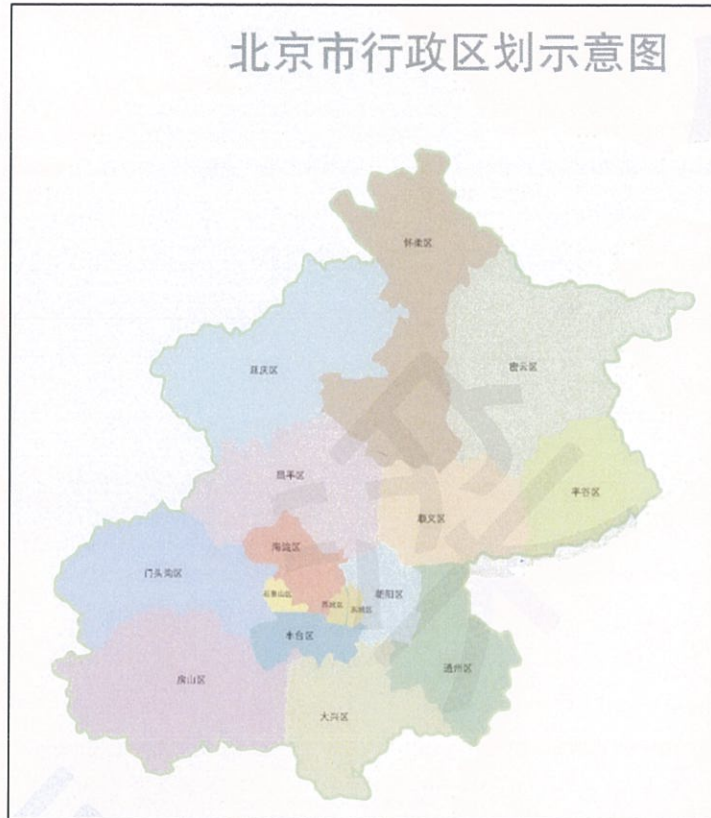 北京市行政区划示意图
怀柔区
延庆区
密云区
昌平区
平谷区
顺义区
海淀区
门头沟区
石景山区
朝阳区
西城区
东城区
丰台区
通州区
房山区
大兴区